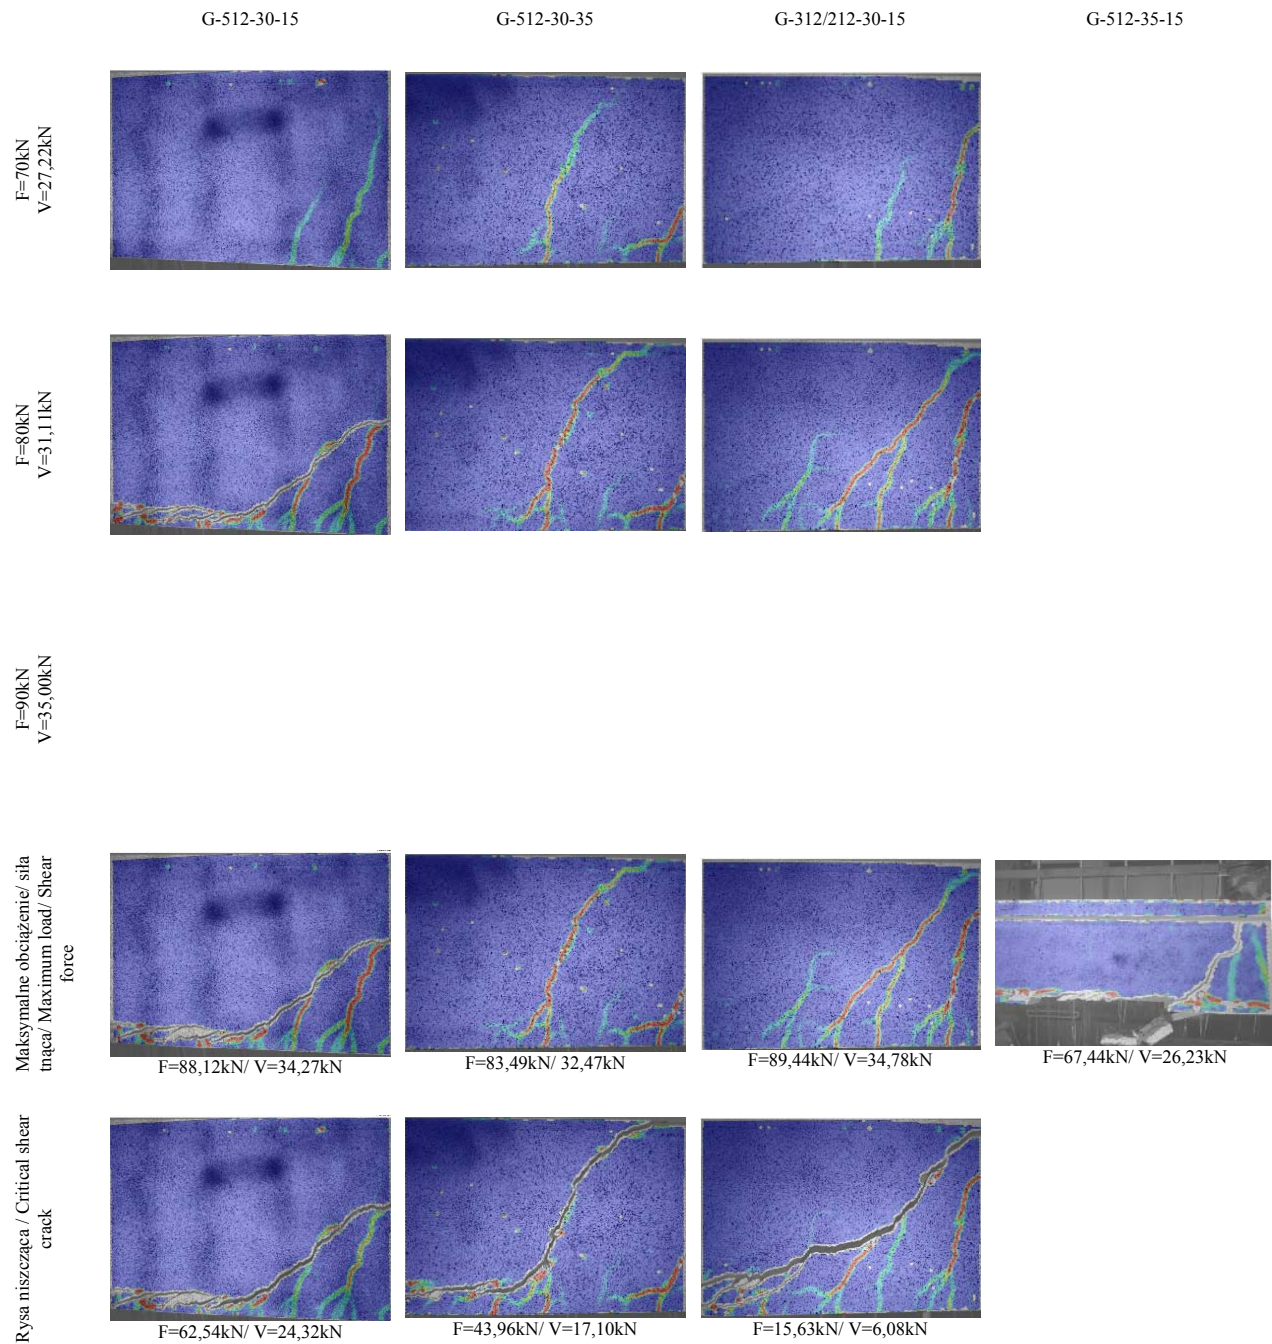 G-512-30-15
G-512-30-35
G-312/212-30-15
G-512-35-15
F=70kN
V=27,22kN
F=80kN
V=31,11kN
F=90kN
V=35,00kN
Maksymalne obciążenie/ siła
tnąca/ Maximum load/ Shear
force
F=88,12kN/ V=34,27kN
F=83,49kN/ 32,47kN
F=89,44kN/ V=34,78kN
F=67,44kN/ V=26,23kN
Rysa niszcząca / Critical shear
crack
F=62,54kN/ V=24,32kN
F=43,96kN/ V=17,10kN
F=15,63kN/ V=6,08kN